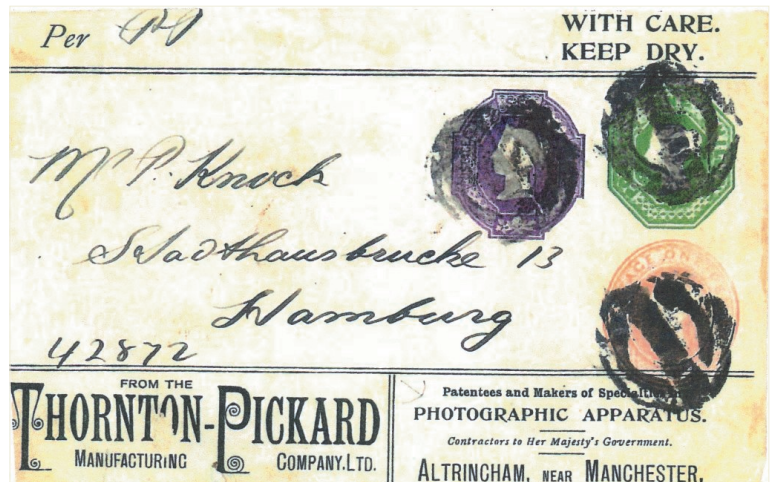 Per
WITH CARE.
KEEP DRY.
Mr P. Knock
Stadthausbrucke 13
Hamburg
42872
FROM THE
THORNTON-PICKARD
MANUFACTURING COMPANY. LTD.
Patentees and Makers of
PHOTOGRAPHIC APPARATUS.
Contractors to Her Majesty's Government.
ALTRINCHAM, NEAR MANCHESTER.